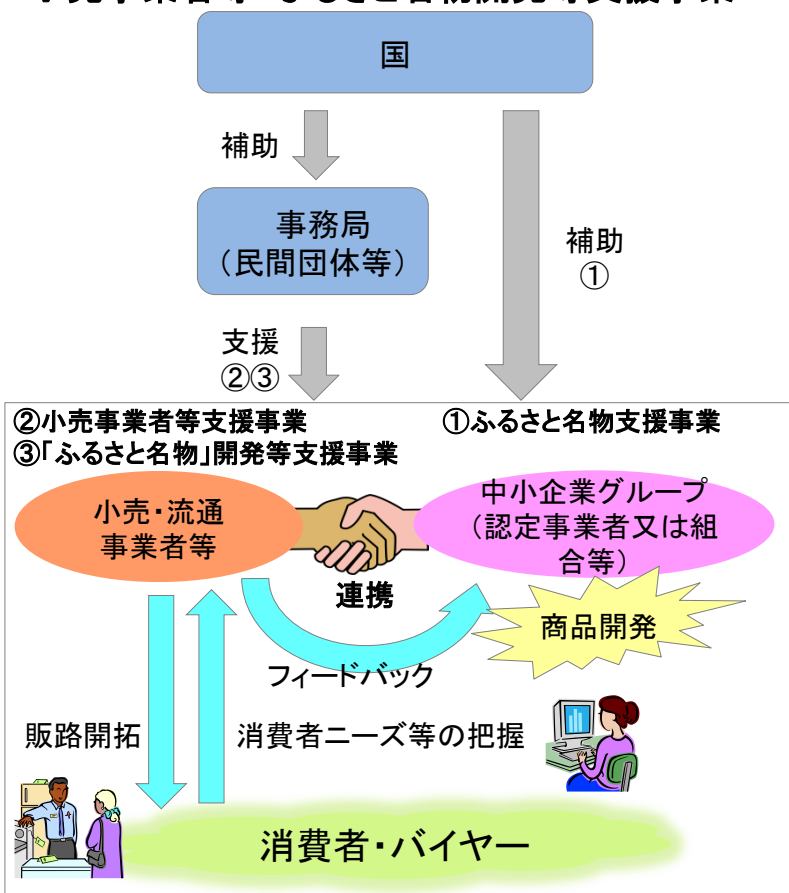 国
補助
事務局
（民間団体等）
補助
①
支援
②③
②小売事業者等支援事業
③「ふるさと名物」開発等支援事業
①ふるさと名物支援事業
小売・流通
事業者等
中小企業グループ
（認定事業者又は組
合等）
連携
商品開発
フィードバック
販路開拓
消費者ニーズ等の把握
消費者・バイヤー